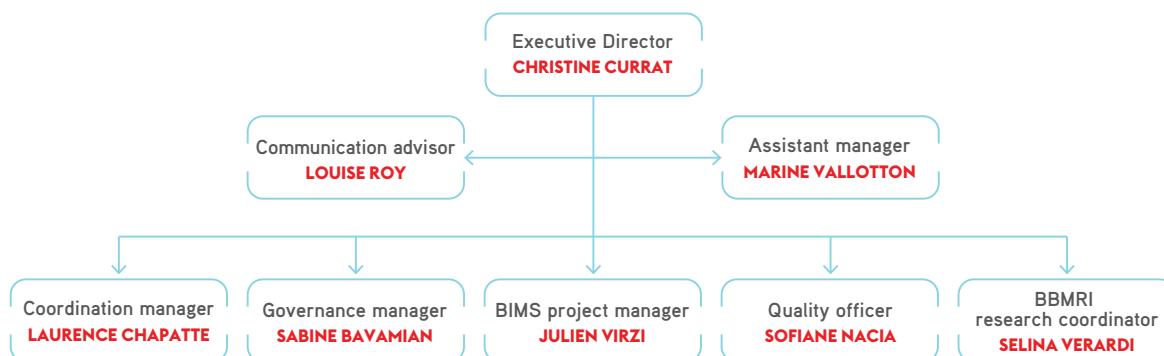 Executive Director
CHRISTINE CURRAT
Communication advisor
LOUISE ROY
Assistant manager
MARINE VALLOTTON
Coordination manager
LAURENCE CHAPATTE
Governance manager
SABINE BAVAMIAN
BIMS project manager
JULIEN VIRZI
Quality officer
SOFIANE NACIA
BBMRI
research coordinator
SELINA VERARDI